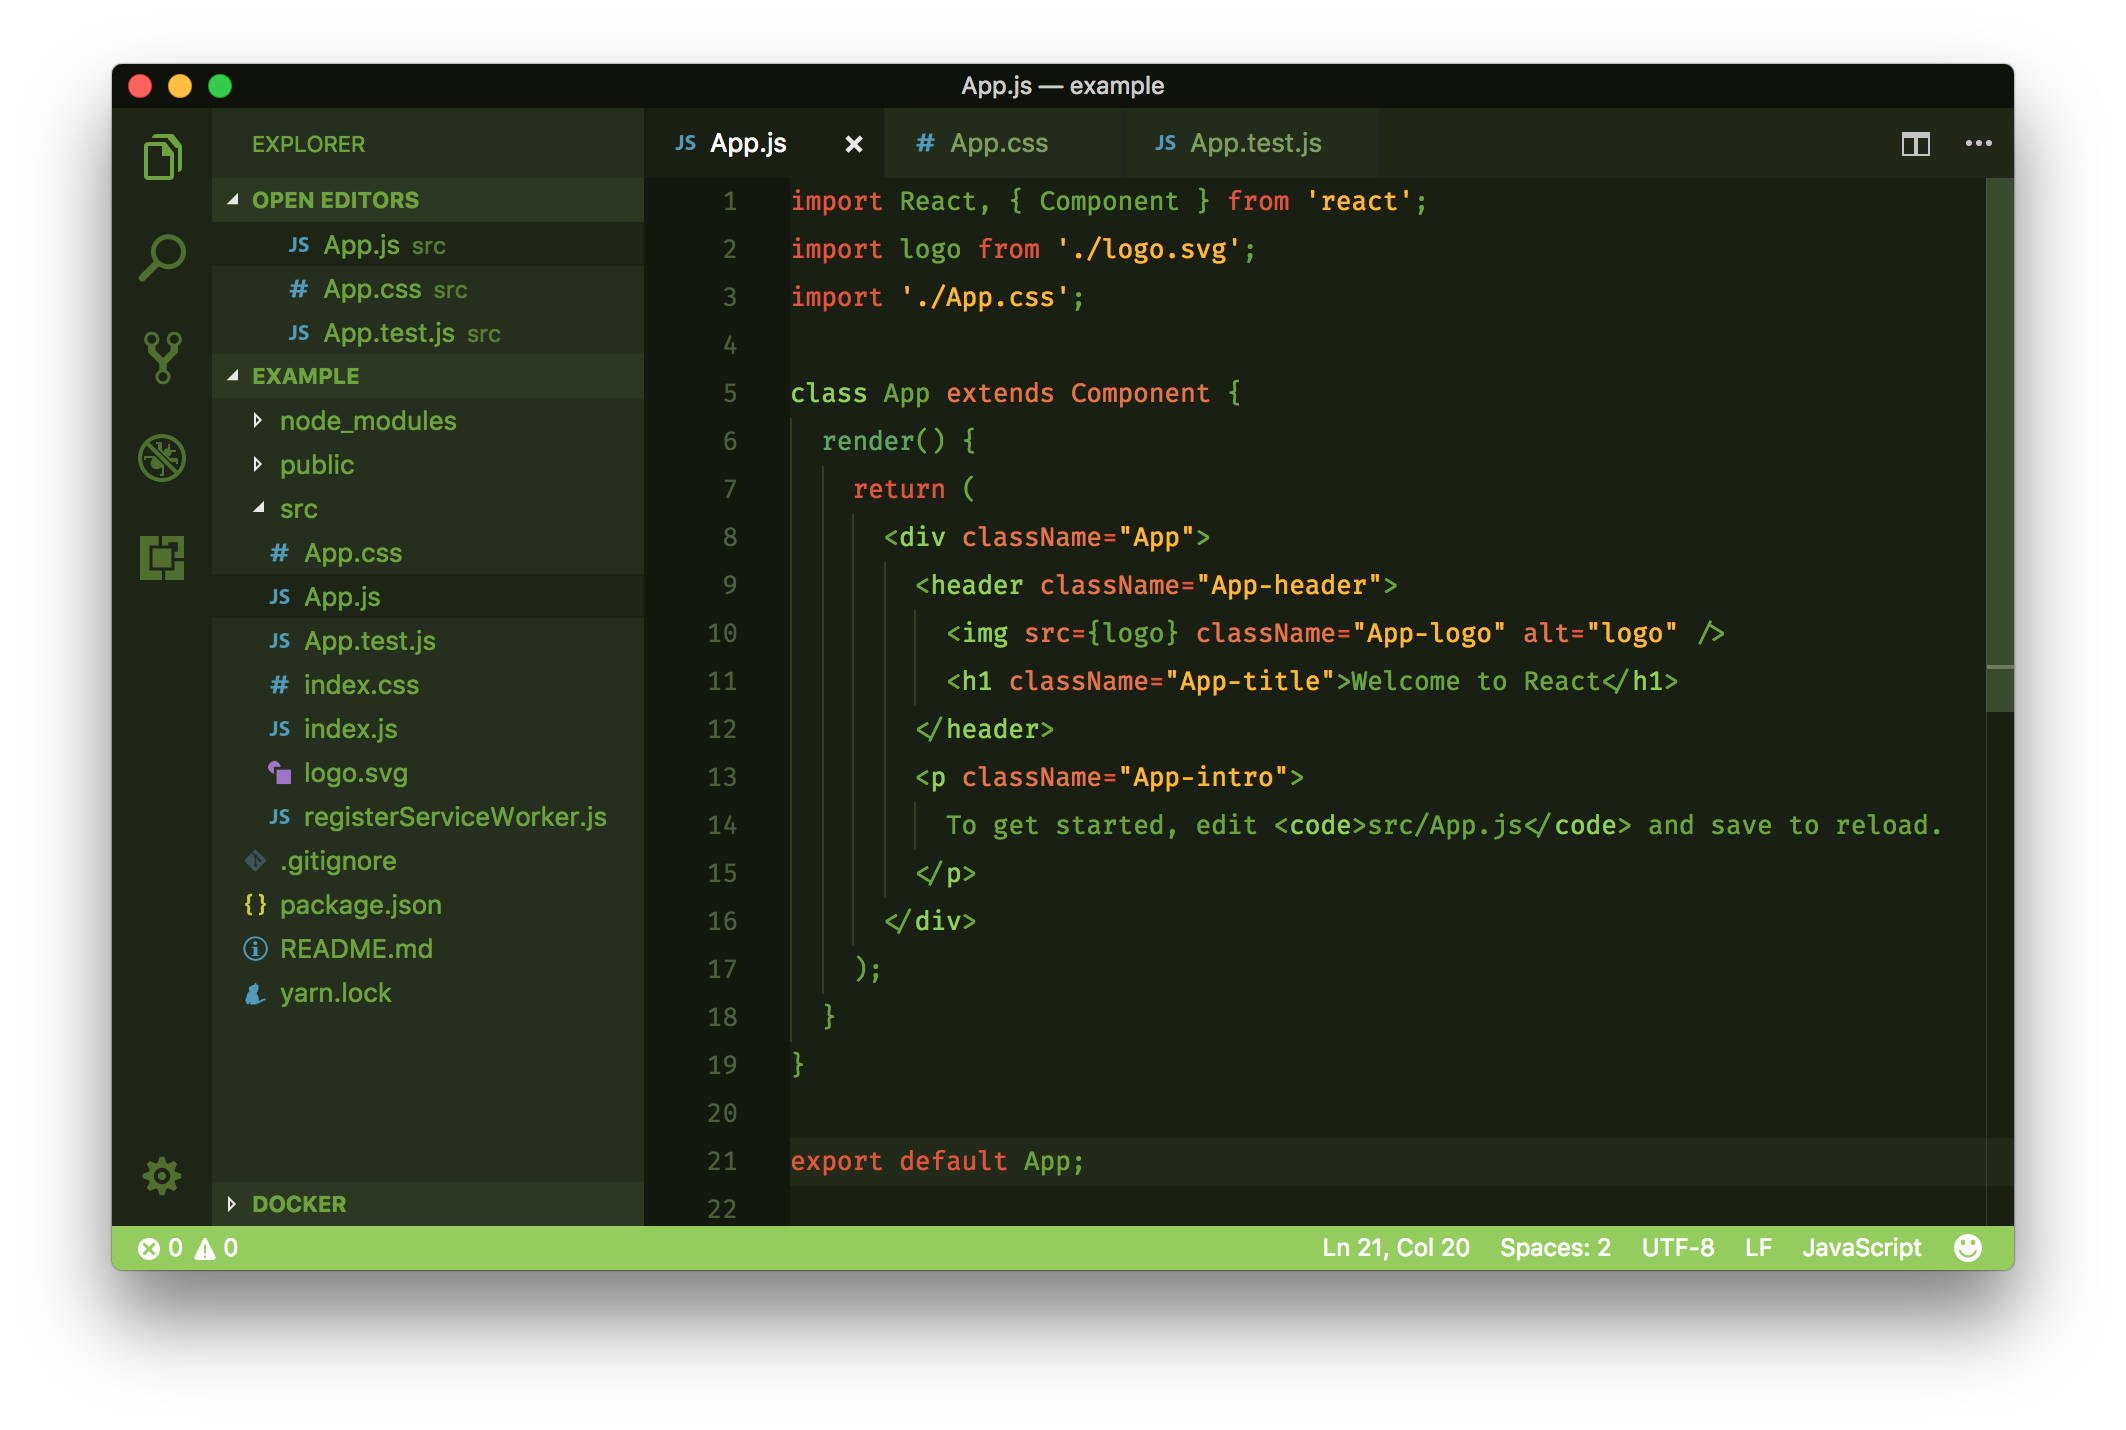 App.js — example
EXPLORER
OPEN EDITORS
JS App.js src
# App.css src
JS App.test.js src
EXAMPLE
node_modules
public
src
# App.css
JS App.js
JS App.test.js
# index.css
JS index.js
logo.svg
JS registerServiceWorker.js
.gitignore
{} package.json
README.md
yarn.lock
DOCKER
JS App.js
# App.css
JS App.test.js
1 import React, { Component } from 'react';
2 import logo from './logo.svg';
3 import './App.css';
4
5 class App extends Component {
6 render() {
7 return (
8 <div className="App">
9 <header className="App-header">
10 <img src={logo} className="App-logo" alt="logo" />
11 <h1 className="App-title">Welcome to React</h1>
12 </header>
13 <p className="App-intro">
14 To get started, edit <code>src/App.js</code> and save to reload.
15 </p>
16 </div>
17 );
18 }
19 }
20
21 export default App;
22
0 0
Ln 21, Col 20 Spaces: 2 UTF-8 LF JavaScript